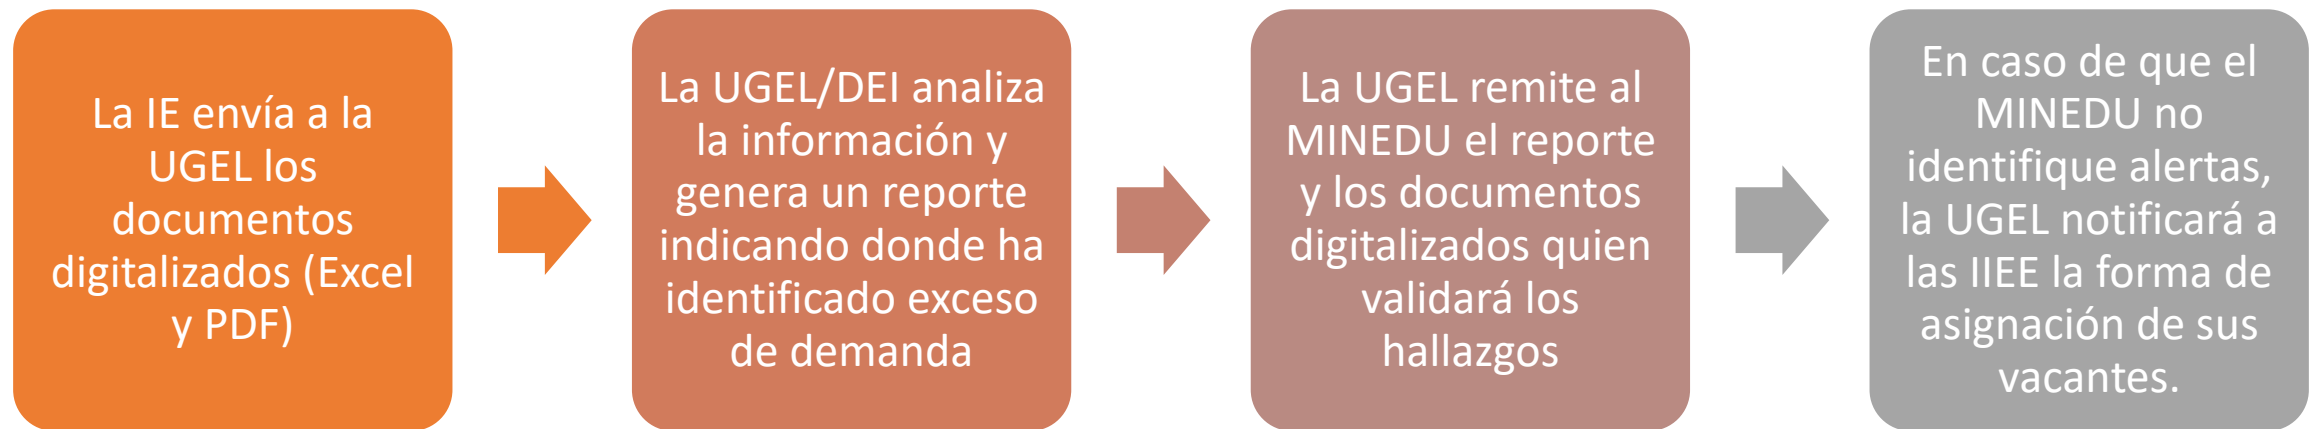 La IE envía a la
UGEL los
documentos
digitalizados (Excel
y PDF)
La UGEL/DEI analiza
la información y
genera un reporte
indicando donde ha
identificado exceso
de demanda
La UGEL remite al
MINEDU el reporte
y los documentos
digitalizados quien
validará los
hallazgos
En caso de que el
MINEDU no
identifique alertas,
la UGEL notificará a
las IIEE la forma de
asignación de sus
vacantes.